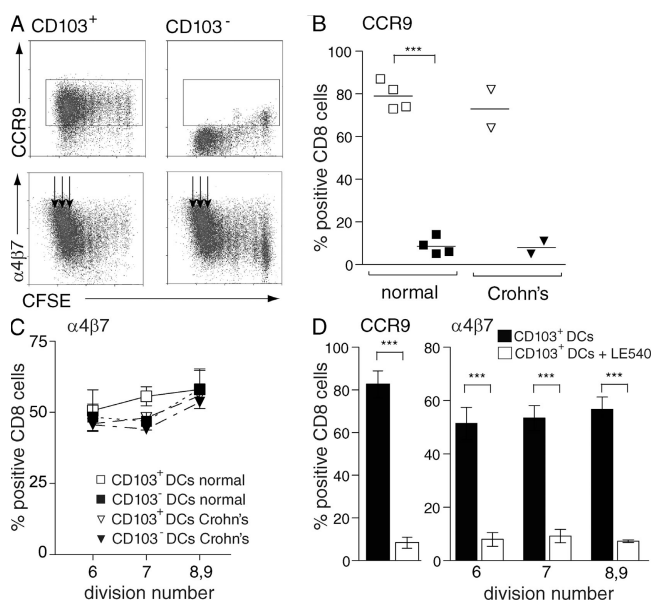 A
CD103+
CD103-
CCR9
α4β7
CFSE
B
CCR9
***
% positive CD8 cells
100
80
60
40
20
0
normal
Crohn's
C
α4β7
% positive CD8 cells
75
50
25
0
CD103+ DCs normal
CD103- DCs normal
CD103+ DCs Crohn's
CD103- DCs Crohn's
6
7
8,9
division number
D
CCR9
α4β7
CD103+ DCs
CD103+ DCs + LE540
% positive CD8 cells
100
80
60
40
20
0
***
80
60
40
20
0
***
***
***
6
7
8,9
division number